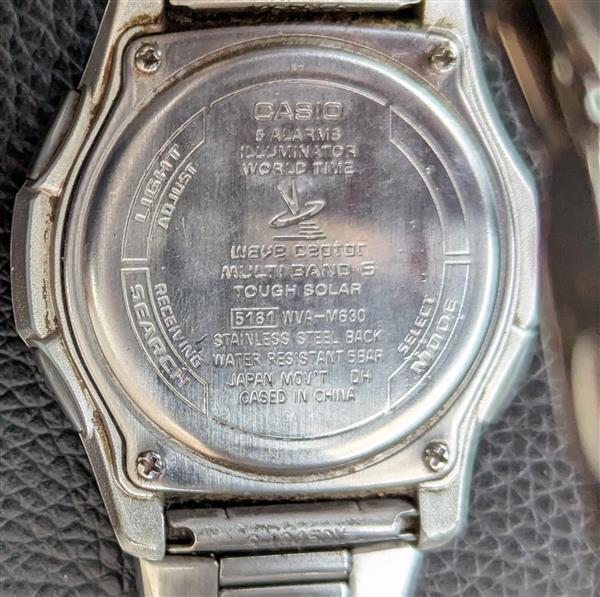 CASIO
5 ALARMS
ILLUMINATOR
WORLD TIME
wave ceptor
MULTI BAND 6
TOUGH SOLAR
5161 WVA-M630
STAINLESS STEEL BACK
WATER RESISTANT 5BAR
JAPAN MOV'T DH
CASED IN CHINA
LIGHT
ADJUST
RECEIVING
SEARCH
SELECT
MODE